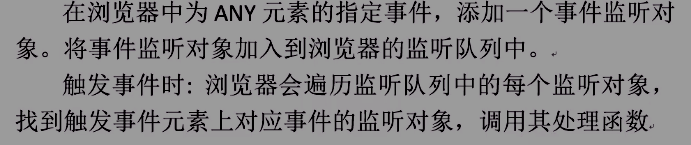 在浏览器中为 ANY 元素的指定事件，添加一个事件监听对
象。将事件监听对象加入到浏览器的监听队列中。
触发事件时: 浏览器会遍历监听队列中的每个监听对象，
找到触发事件元素上对应事件的监听对象，调用其处理函数